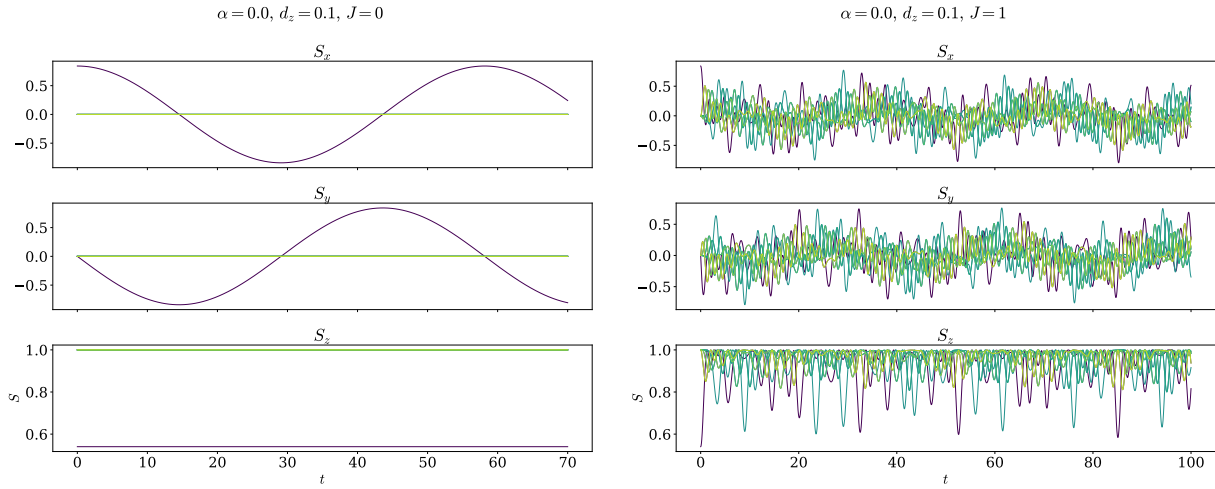 α = 0.0, d_z = 0.1, J = 0
S_x
0.5
0.0
−0.5
S_y
0.5
0.0
−0.5
S_z
1.0
0.8
0.6
S
0 10 20 30 40 50 60 70
t
α = 0.0, d_z = 0.1, J = 1
S_x
0.5
0.0
−0.5
S_y
0.5
0.0
−0.5
S_z
1.0
0.8
0.6
S
0 20 40 60 80 100
t